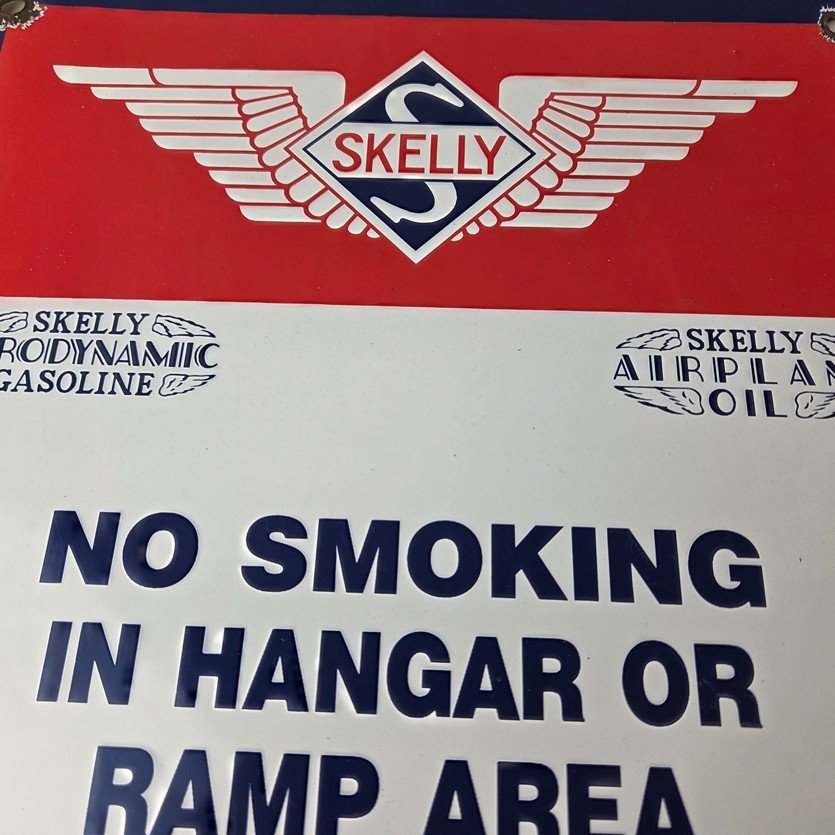 S
SKELLY
SKELLY
RODYNAMIC
GASOLINE
SKELLY
AIRPLAN
OIL
NO SMOKING
IN HANGAR OR
RAMP AREA